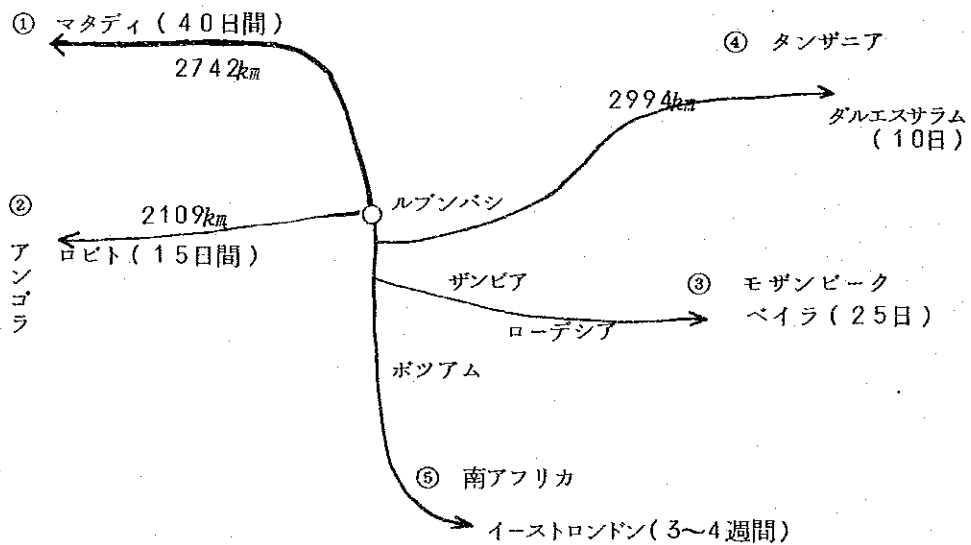 ① マタディ(40日間)
2742km
④ タンザニア
2994km
ダルエスサラム
(10日)
ルブンバシ
②
アンゴラ
2109km
ロビト(15日間)
ザンビア
ローデシア
③ モザンビーク
ベイラ(25日)
ボツアム
⑤ 南アフリカ
イーストロンドン(3~4週間)